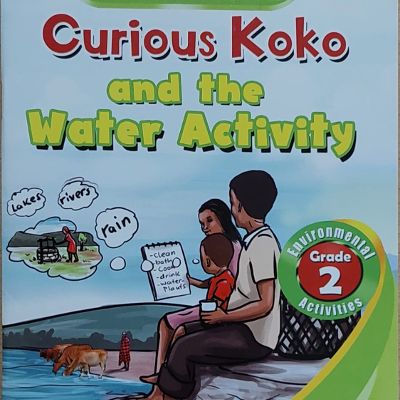 Curious Koko
and the
Water Activity
Lakes
rivers
rain
-clean
-bath
-cook
-drink
-water
Plants
Environmental
Grade
2
Activities